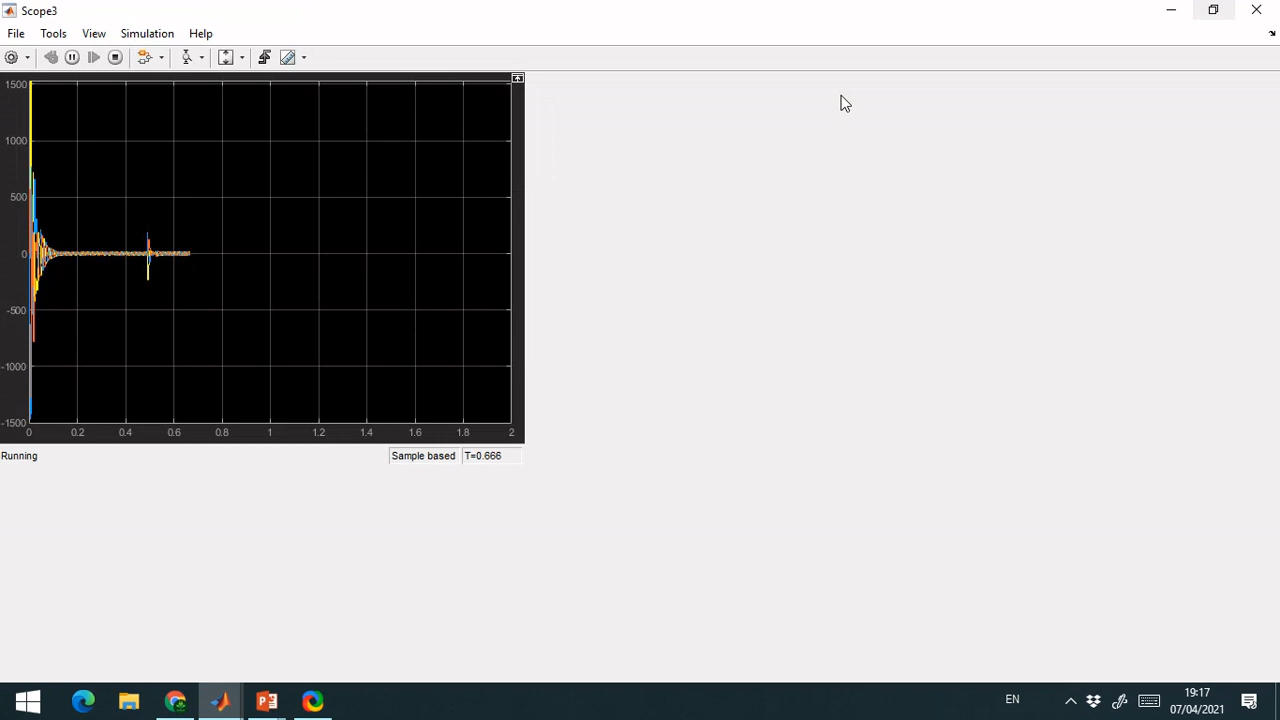 Scope3
File Tools View Simulation Help
1500
1000
500
0
-500
-1000
-1500
0 0.2 0.4 0.6 0.8 1 1.2 1.4 1.6 1.8 2
Running Sample based T=0.666
EN 19:17
07/04/2021